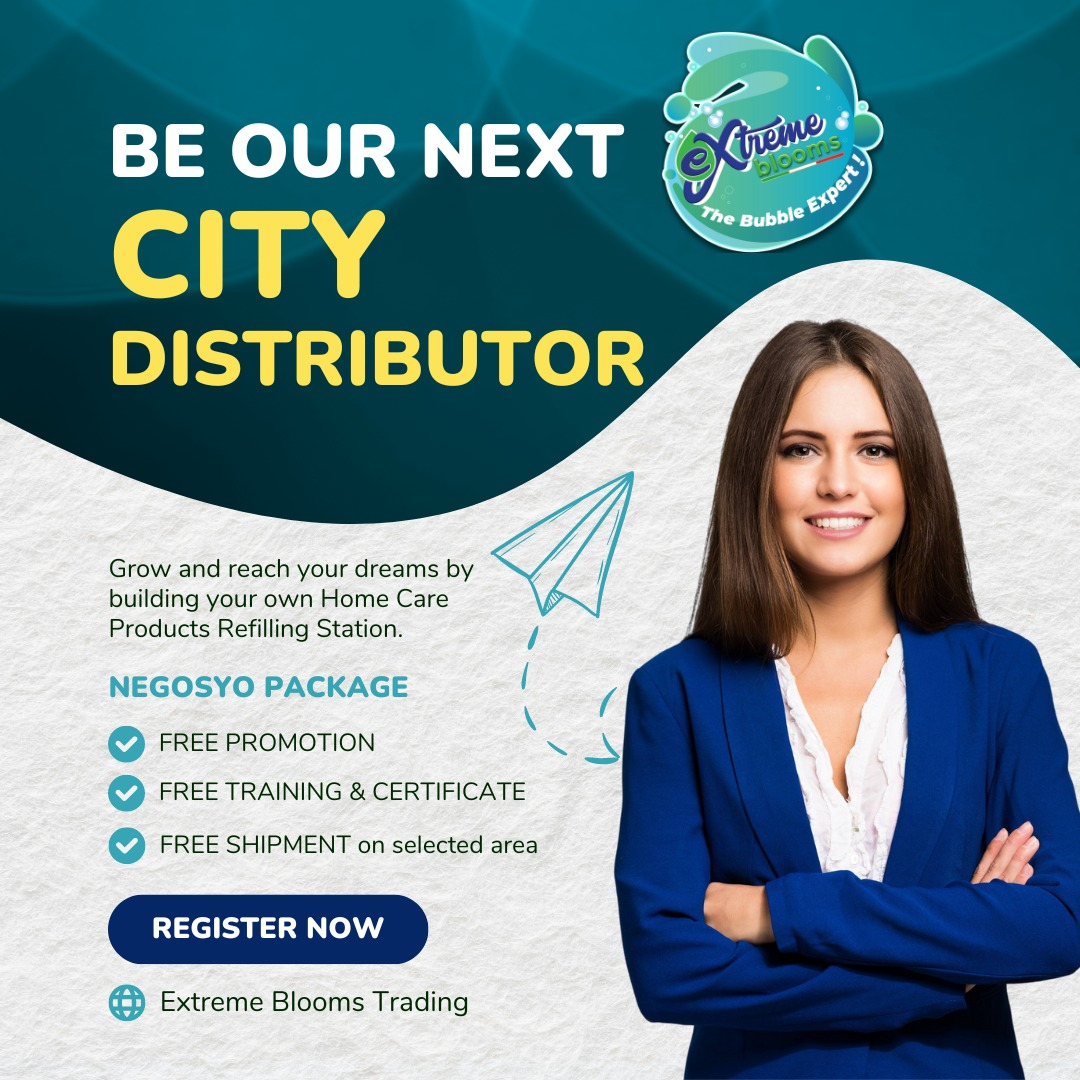 BE OUR NEXT
CITY
DISTRIBUTOR
eXtreme
blooms
The Bubble Expert!
Grow and reach your dreams by
building your own Home Care
Products Refilling Station.
NEGOSYO PACKAGE
FREE PROMOTION
FREE TRAINING & CERTIFICATE
FREE SHIPMENT on selected area
REGISTER NOW
Extreme Blooms Trading